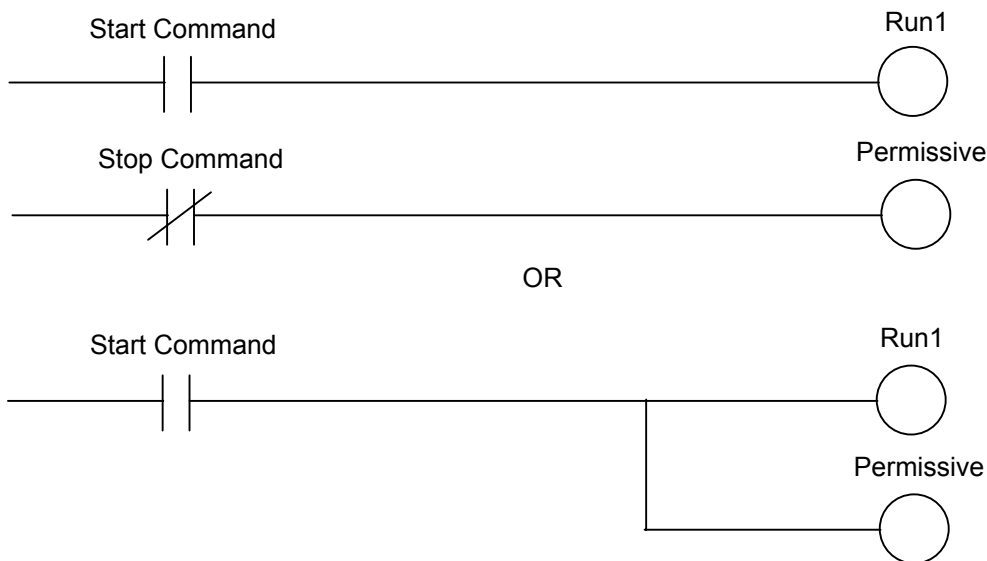 Start Command
Run1
Stop Command
Permissive
OR
Start Command
Run1
Permissive